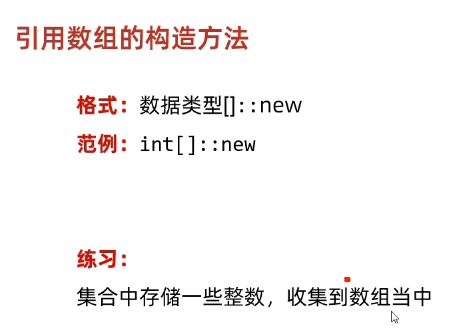 引用数组的构造方法
格式：数据类型[]::new
范例：int[]::new
练习：
集合中存储一些整数，收集到数组当中